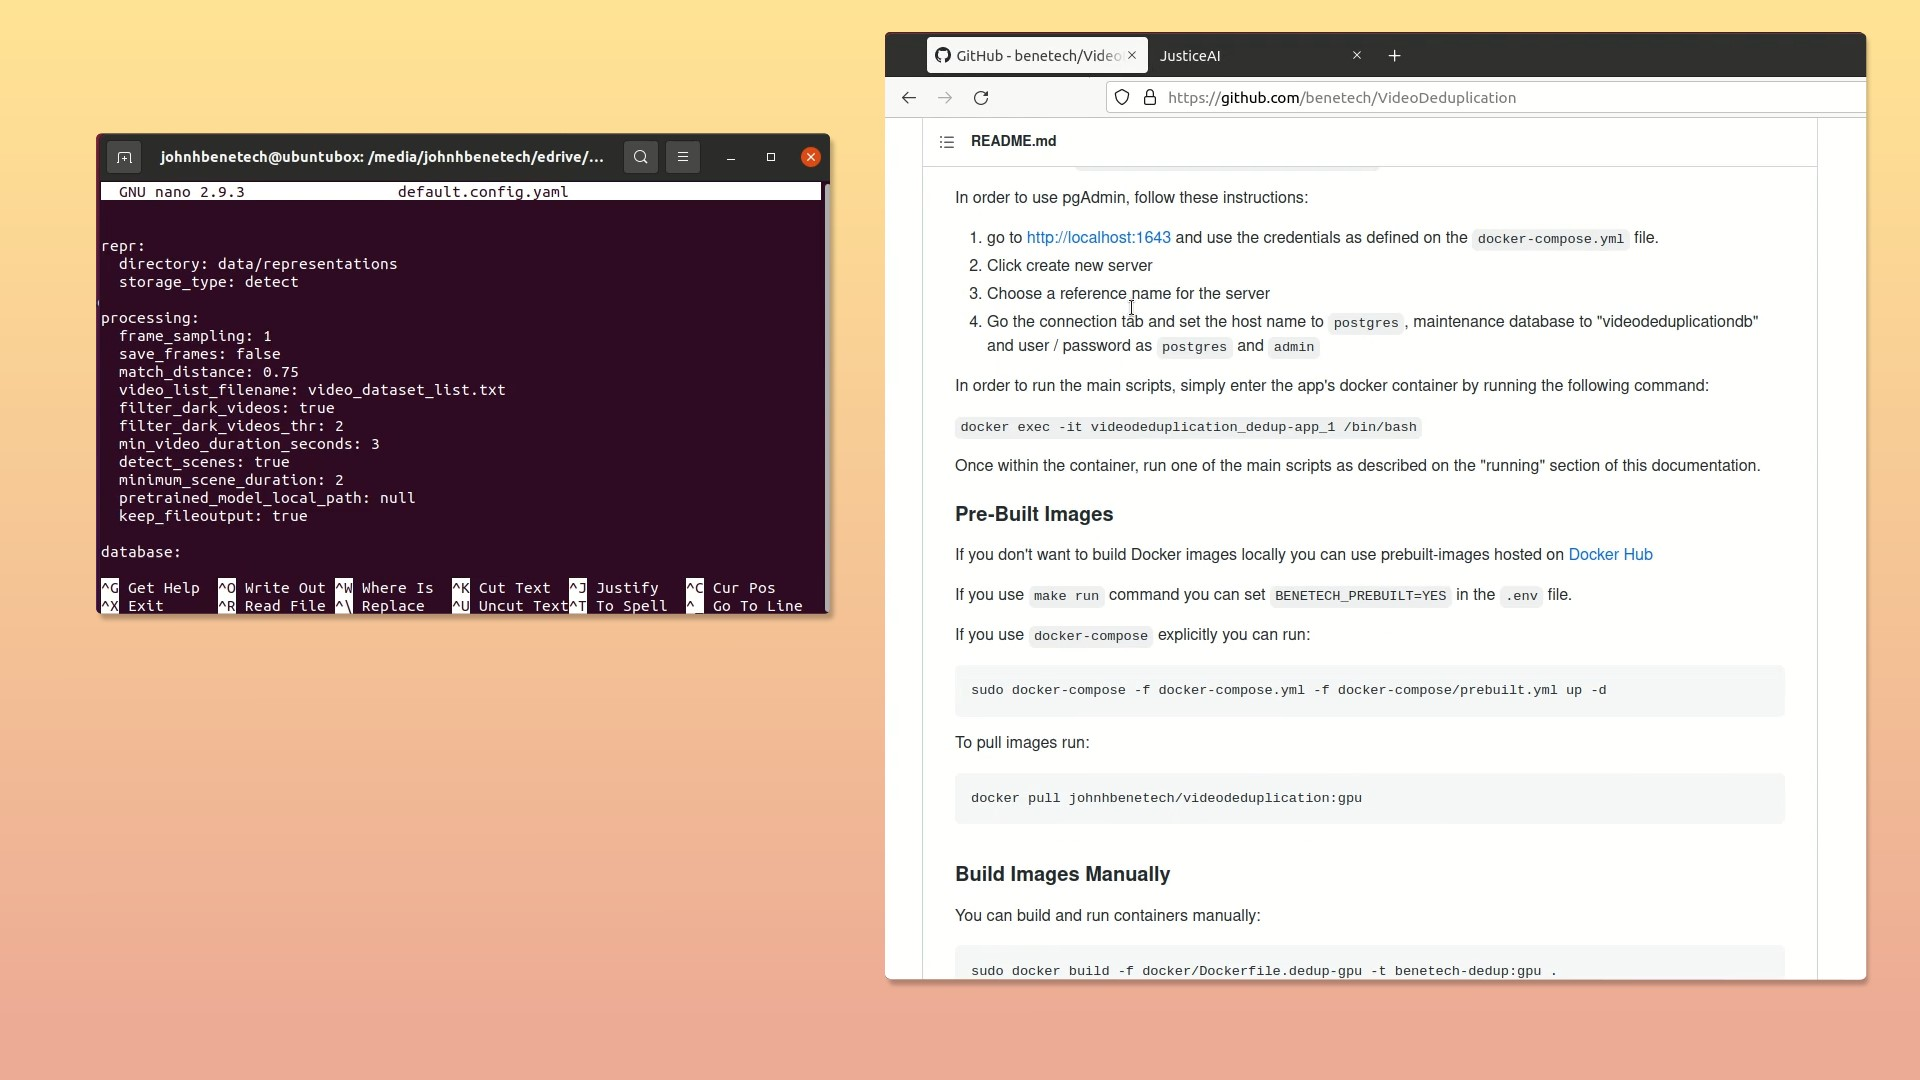 johnhbenetech@ubuntubox: /media/johnhbenetech/edrive/...
GNU nano 2.9.3 default.config.yaml
repr:
directory: data/representations
storage_type: detect
processing:
frame_sampling: 1
save_frames: false
match_distance: 0.75
video_list_filename: video_dataset_list.txt
filter_dark_videos: true
filter_dark_videos_thr: 2
min_video_duration_seconds: 3
detect_scenes: true
minimum_scene_duration: 2
pretrained_model_local_path: null
keep_fileoutput: true
database:
^G Get Help ^O Write Out ^W Where Is ^K Cut Text ^J Justify ^C Cur Pos
^X Exit ^R Read File ^\ Replace ^U Uncut Text ^T To Spell ^_ Go To Line
GitHub - benetech/Video JusticeAI
https://github.com/benetech/VideoDeduplication
README.md
In order to use pgAdmin, follow these instructions:
1. go to http://localhost:1643 and use the credentials as defined on the docker-compose.yml file.
2. Click create new server
3. Choose a reference name for the server
4. Go the connection tab and set the host name to postgres , maintenance database to "videodeduplicationdb"
and user / password as postgres and admin
In order to run the main scripts, simply enter the app's docker container by running the following command:
docker exec -it videodeduplication_dedup-app_1 /bin/bash
Once within the container, run one of the main scripts as described on the "running" section of this documentation.
Pre-Built Images
If you don't want to build Docker images locally you can use prebuilt-images hosted on Docker Hub
If you use make run command you can set BENETECH_PREBUILT=YES in the .env file.
If you use docker-compose explicitly you can run:
sudo docker-compose -f docker-compose.yml -f docker-compose/prebuilt.yml up -d
To pull images run:
docker pull johnhbenetech/videodeduplication:gpu
Build Images Manually
You can build and run containers manually:
sudo docker build -f docker/Dockerfile.dedup-gpu -t benetech-dedup:gpu .